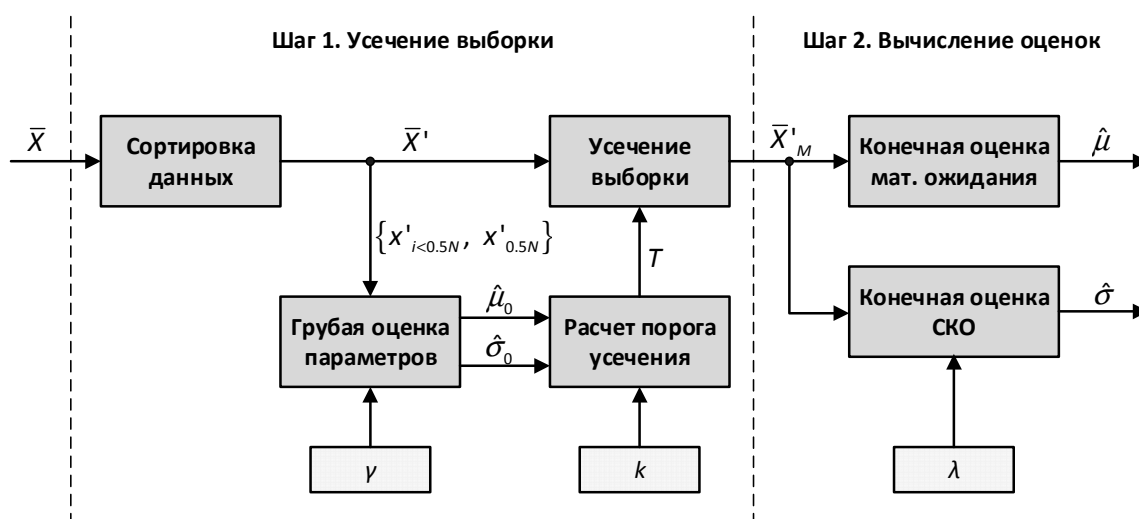 Шаг 1. Усечение выборки
Шаг 2. Вычисление оценок
X̅
Сортировка
данных
X̅'
Усечение
выборки
X̅'_M
Конечная оценка
мат. ожидания
μ̂
{x'_{i<0.5N}, x'_{0.5N}}
T
Грубая оценка
параметров
μ̂₀
σ̂₀
Расчет порога
усечения
Конечная оценка
СКО
σ̂
γ
k
λ